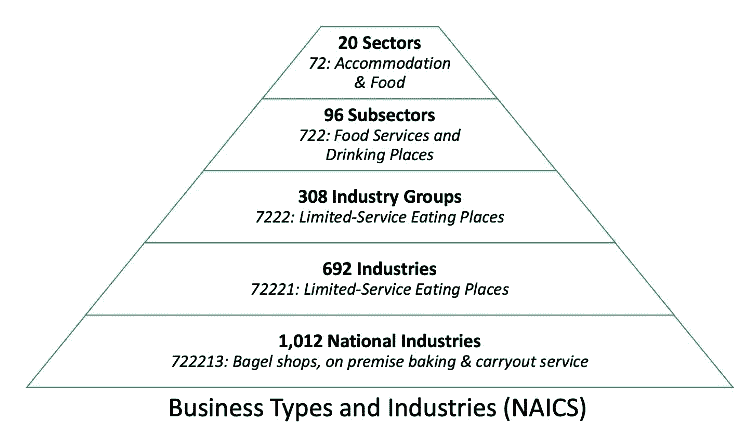 20 Sectors
72: Accommodation
& Food
96 Subsectors
722: Food Services and
Drinking Places
308 Industry Groups
7222: Limited-Service Eating Places
692 Industries
72221: Limited-Service Eating Places
1,012 National Industries
722213: Bagel shops, on premise baking & carryout service
Business Types and Industries (NAICS)